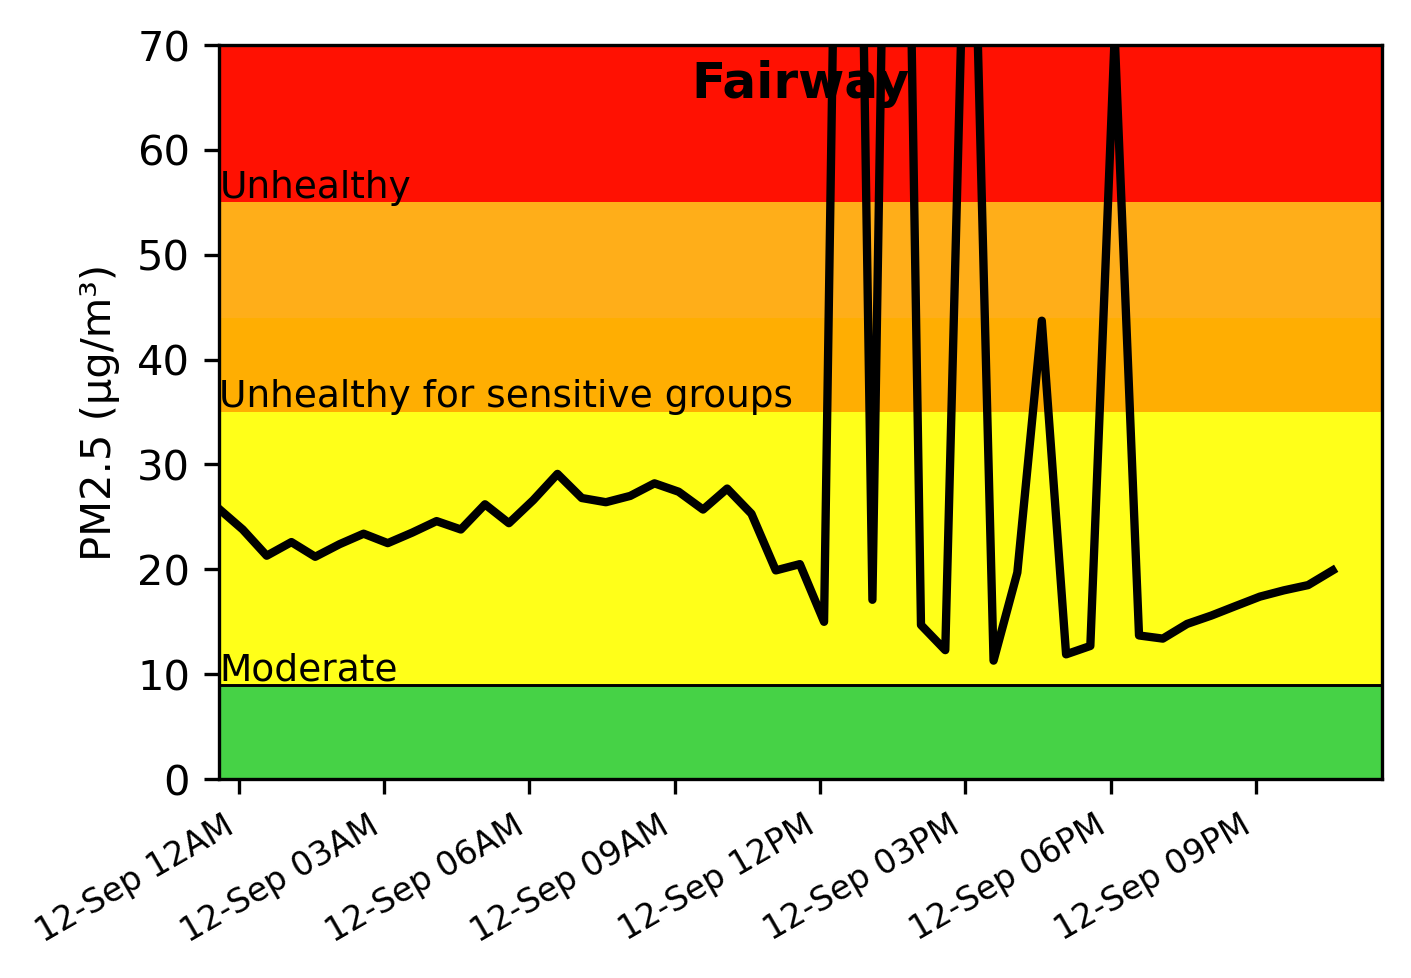 Fairway
PM2.5 (µg/m³)
70
60
50
40
30
20
10
0
Unhealthy
Unhealthy for sensitive groups
Moderate
12-Sep 12AM
12-Sep 03AM
12-Sep 06AM
12-Sep 09AM
12-Sep 12PM
12-Sep 03PM
12-Sep 06PM
12-Sep 09PM